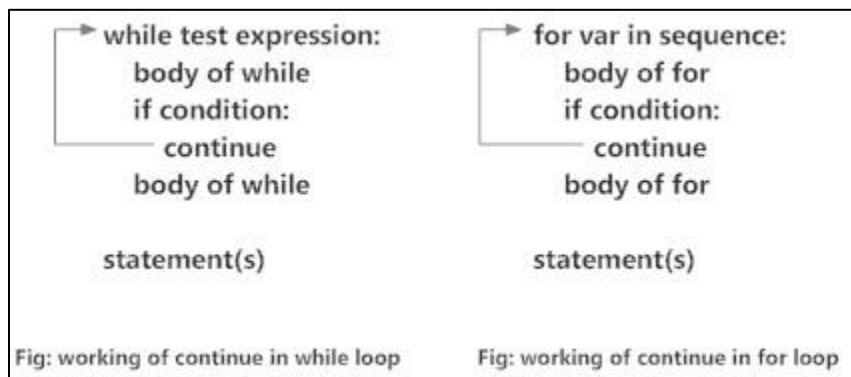 while test expression:
body of while
if condition:
continue
body of while
statement(s)
Fig: working of continue in while loop
for var in sequence:
body of for
if condition:
continue
body of for
statement(s)
Fig: working of continue in for loop